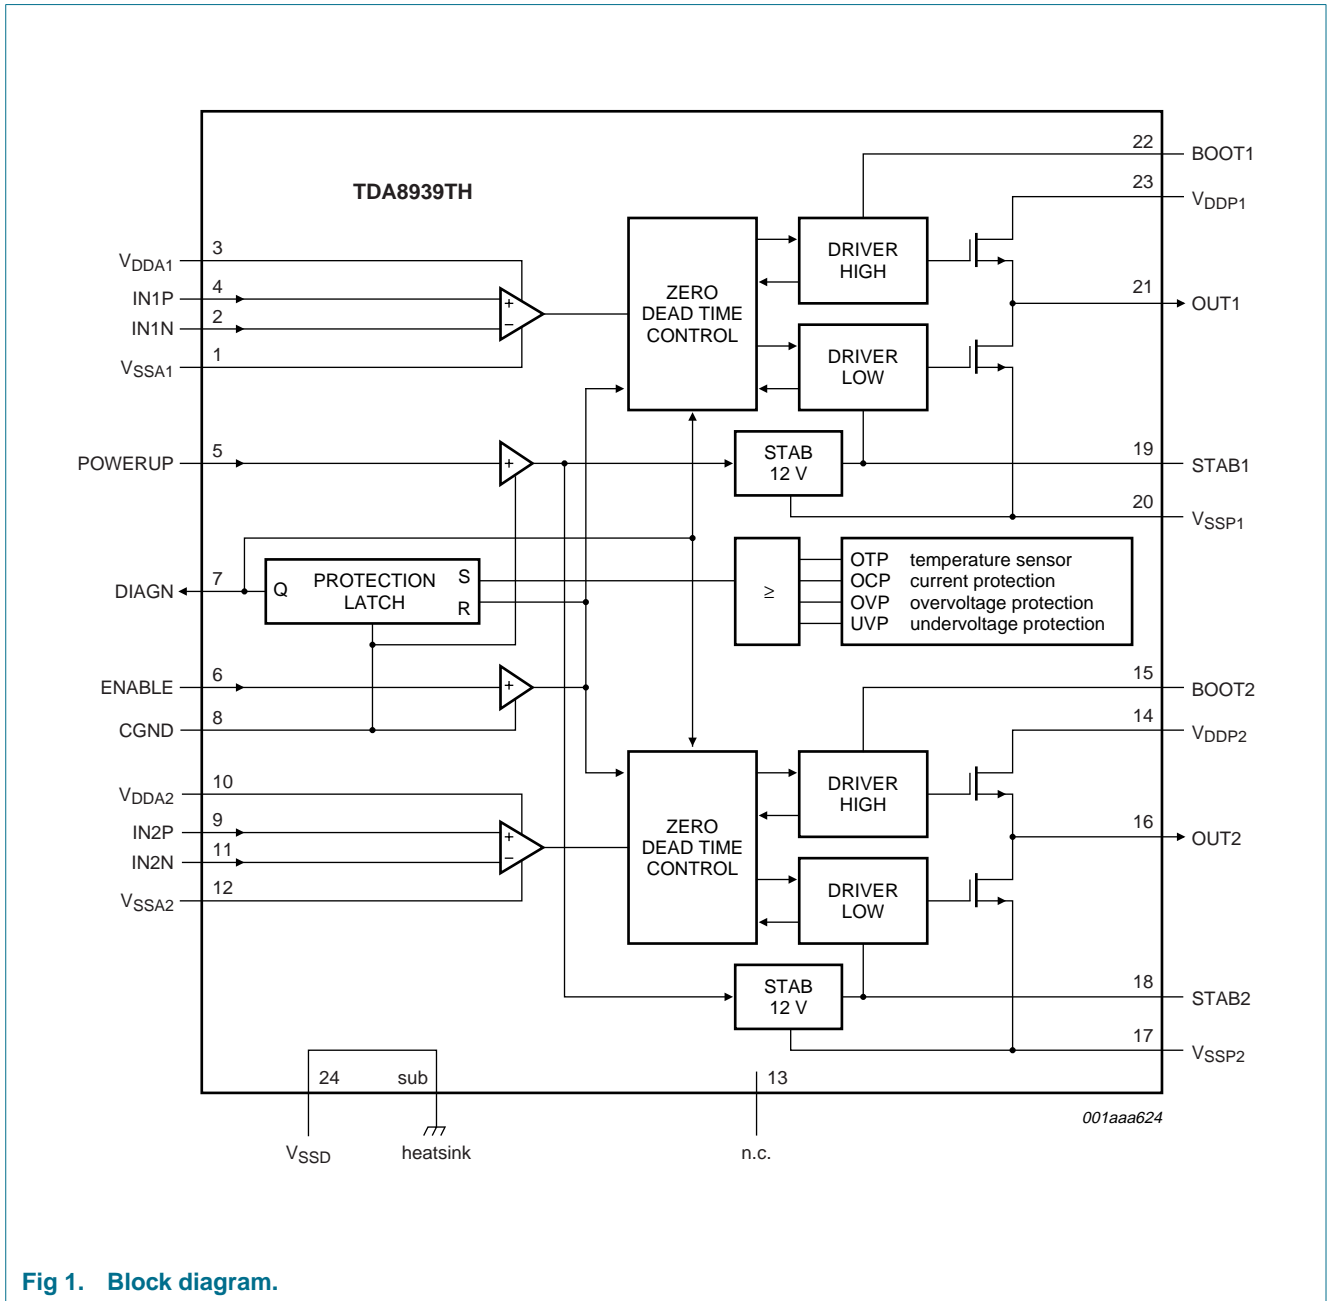 TDA8939TH
22
BOOT1
23
VDDP1
3
VDDA1
4
IN1P
2
IN1N
1
VSSA1
+
−
ZERO
DEAD TIME
CONTROL
DRIVER
HIGH
21
OUT1
DRIVER
LOW
5
POWERUP
+
STAB
12 V
19
STAB1
20
VSSP1
7
DIAGN
Q
PROTECTION
LATCH
S
R
≥
OTP temperature sensor
OCP current protection
OVP overvoltage protection
UVP undervoltage protection
6
ENABLE
+
8
CGND
15
BOOT2
14
VDDP2
10
VDDA2
9
IN2P
11
IN2N
12
VSSA2
+
−
ZERO
DEAD TIME
CONTROL
DRIVER
HIGH
16
OUT2
DRIVER
LOW
STAB
12 V
18
STAB2
17
VSSP2
24
sub
13
VSSD
heatsink
n.c.
001aaa624
Fig 1. Block diagram.